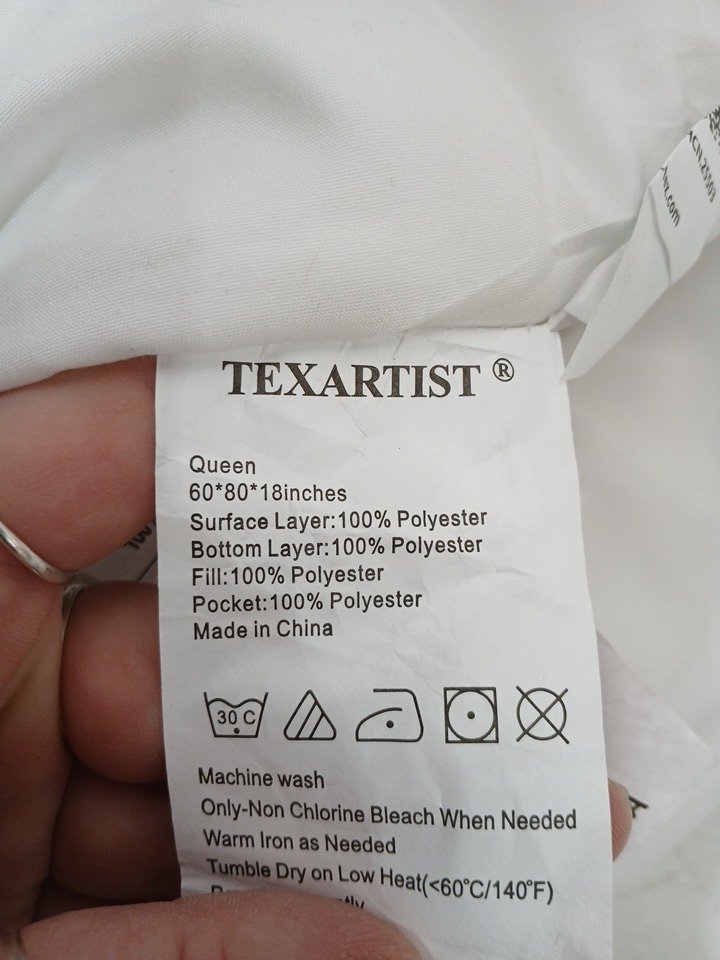 TEXARTIST ®
Queen
60*80*18inches
Surface Layer:100% Polyester
Bottom Layer:100% Polyester
Fill:100% Polyester
Pocket:100% Polyester
Made in China
30 C
Machine wash
Only-Non Chlorine Bleach When Needed
Warm Iron as Needed
Tumble Dry on Low Heat(<60°C/140°F)